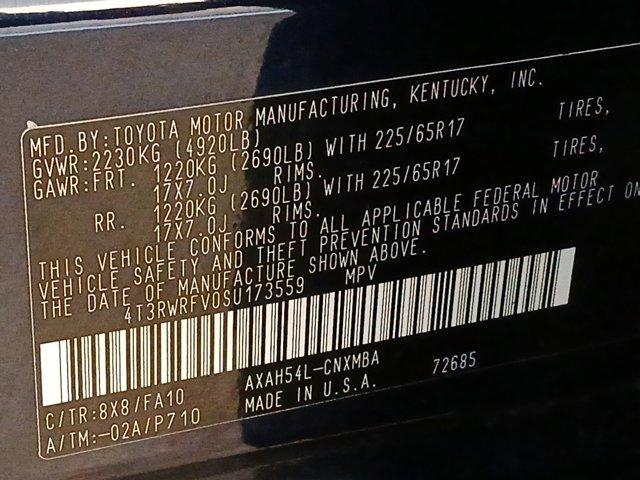 MFD.BY:TOYOTA MOTOR MANUFACTURING, KENTUCKY, INC.
GVWR:2230KG (4920LB)
GAWR:FRT. 1220KG (2690LB) WITH 225/65R17 TIRES,
17X7.0J RIMS.
RR. 1220KG (2690LB) WITH 225/65R17 TIRES,
17X7.0J RIMS.
THIS VEHICLE CONFORMS TO ALL APPLICABLE FEDERAL MOTOR
VEHICLE SAFETY AND THEFT PREVENTION STANDARDS IN EFFECT ON
THE DATE OF MANUFACTURE SHOWN ABOVE.
4T3RWRFV0SU173559 MPV
AXAH54L-CNXMBA 72685
C/TR:8X8/FA10 MADE IN U.S.A.
A/TM:-02A/P710